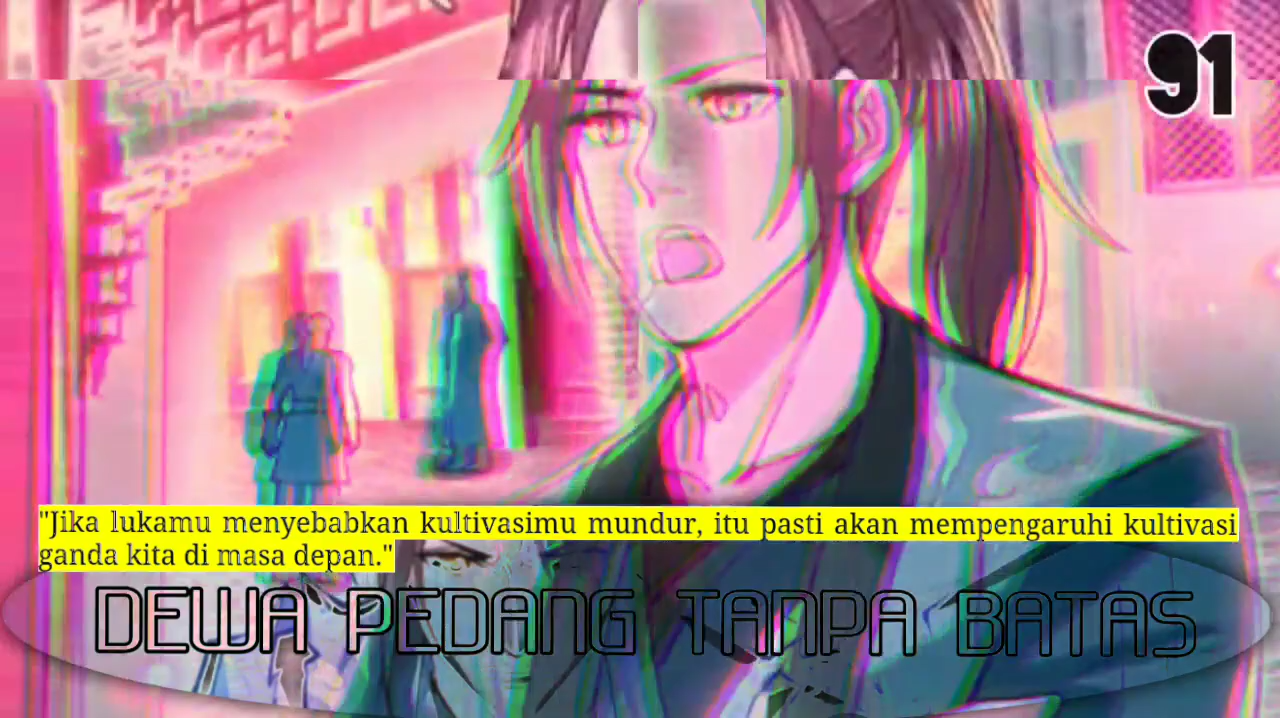 91
"Jika lukamu menyebabkan kultivasimu mundur, itu pasti akan mempengaruhi kultivasi
ganda kita di masa depan."
DEWA PEDANG TANPA BATAS